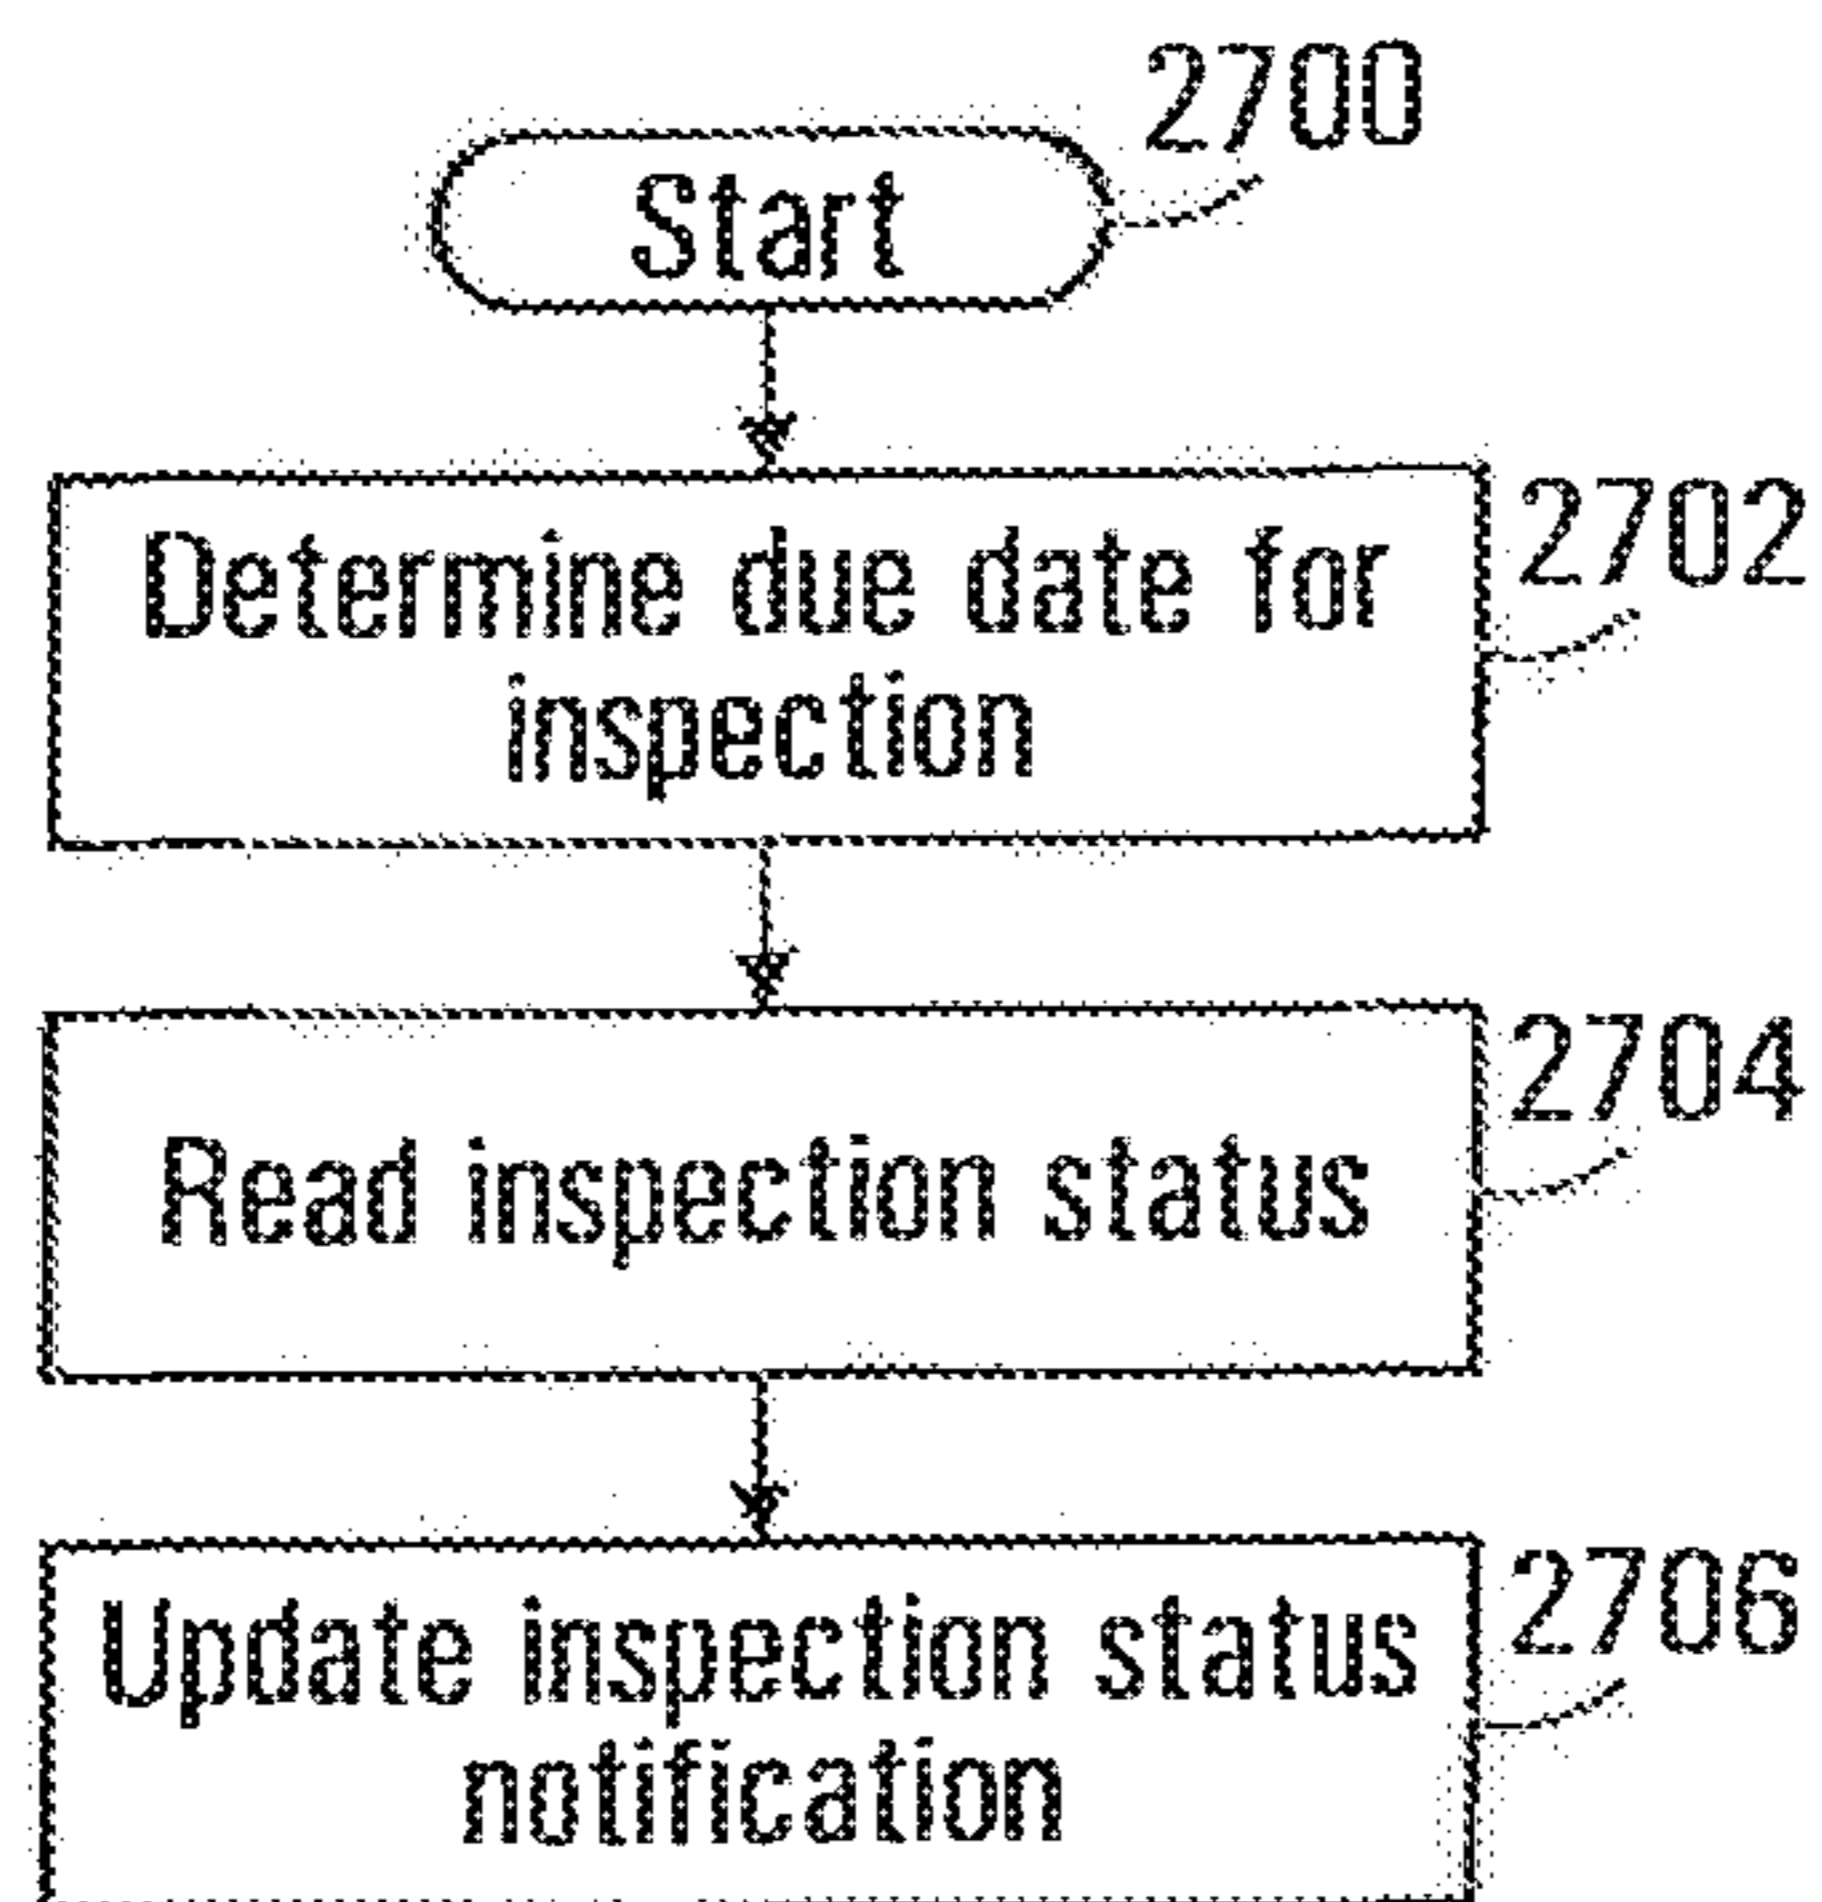 2700
Start
2702
Determine due date for
inspection
2704
Read inspection status
2706
Update inspection status
notification